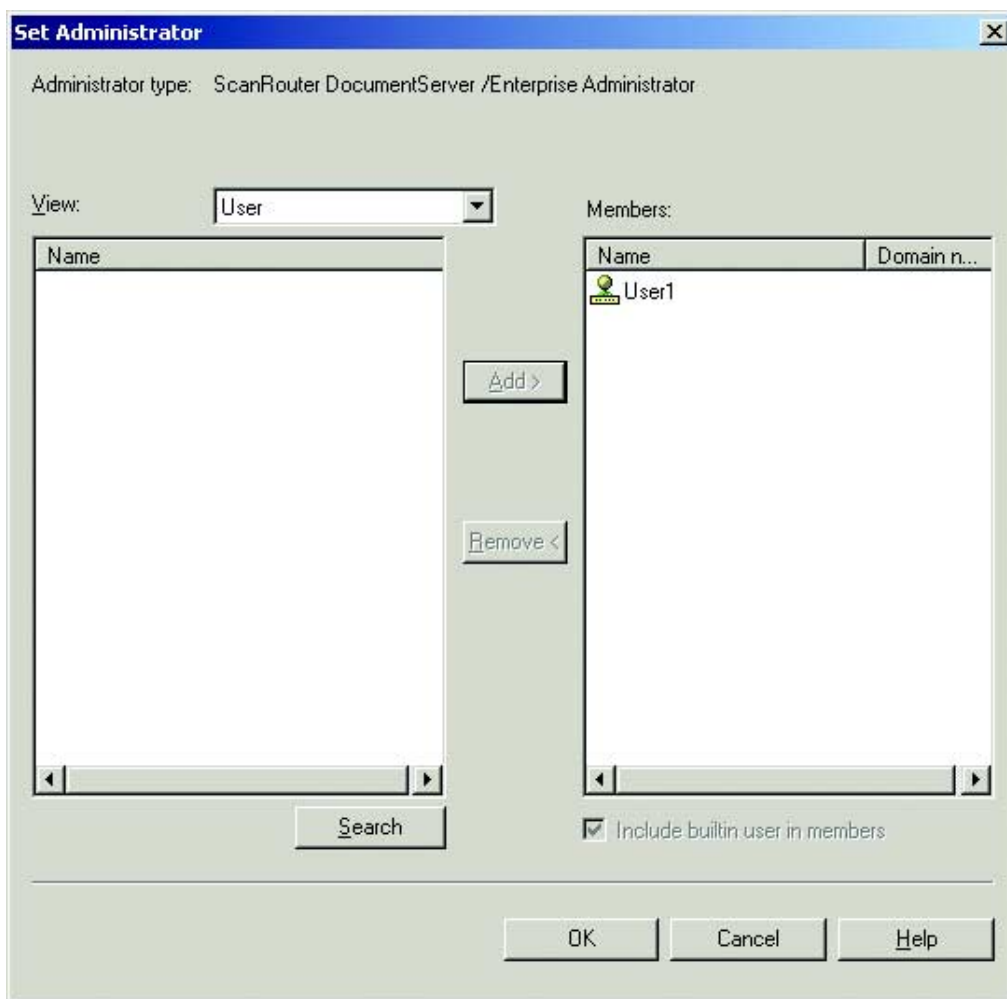 Set Administrator
Administrator type: ScanRouter DocumentServer /Enterprise Administrator
View: User
Members:
Name
Name Domain n...
User1
Add >
Remove <
Search
Include builtin user in members
OK Cancel Help